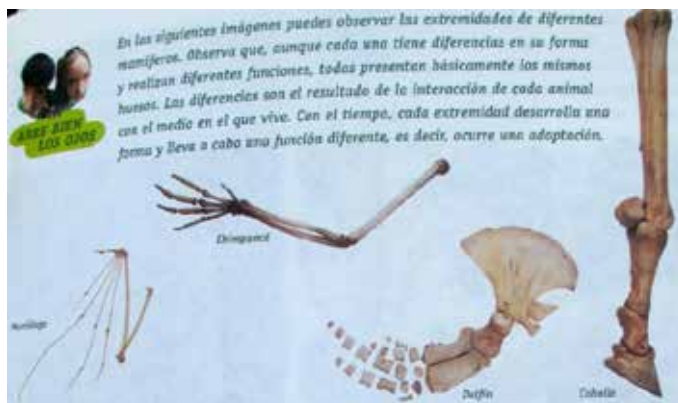 En las siguientes imágenes puedes observar las extremidades de diferentes
mamíferos. Observa que, aunque cada una tiene diferencias en su forma
y realizan diferentes funciones, todas presentan básicamente los mismos
huesos. Las diferencias son el resultado de la interacción de cada animal
con el medio en el que vive. Con el tiempo, cada extremidad desarrolla una
forma y lleva a cabo una función diferente, es decir, ocurre una adaptación.
ABRE BIEN
LOS OJOS
Chimpancé
Murciélago
Delfín
Caballo